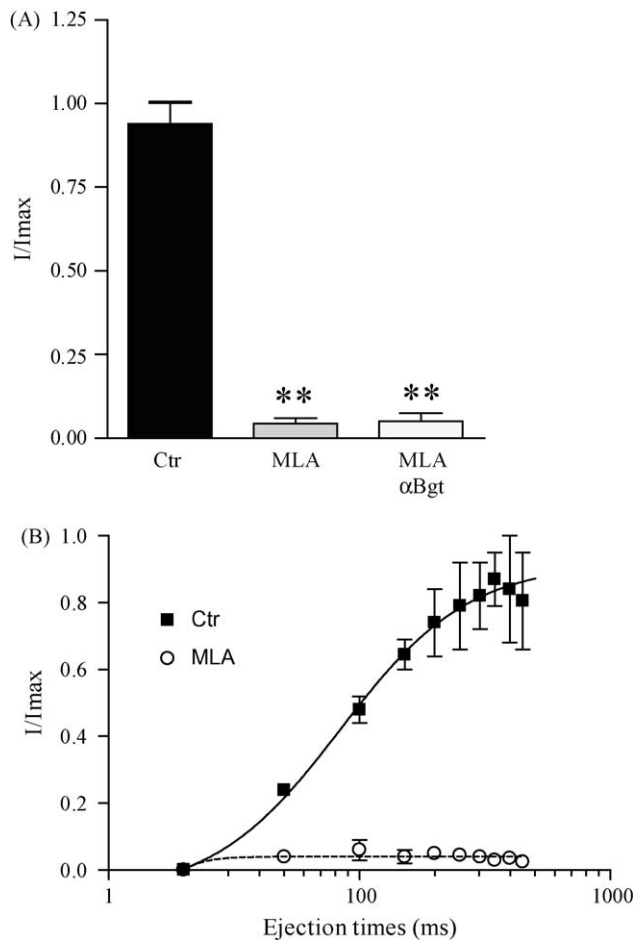 (A)
1.25
1.00
0.75
0.50
0.25
0.00
I/Imax
**
**
Ctr
MLA
MLA
αBgt
(B)
1.0
0.8
0.6
0.4
0.2
0.0
I/Imax
Ctr
MLA
1
100
1000
Ejection times (ms)